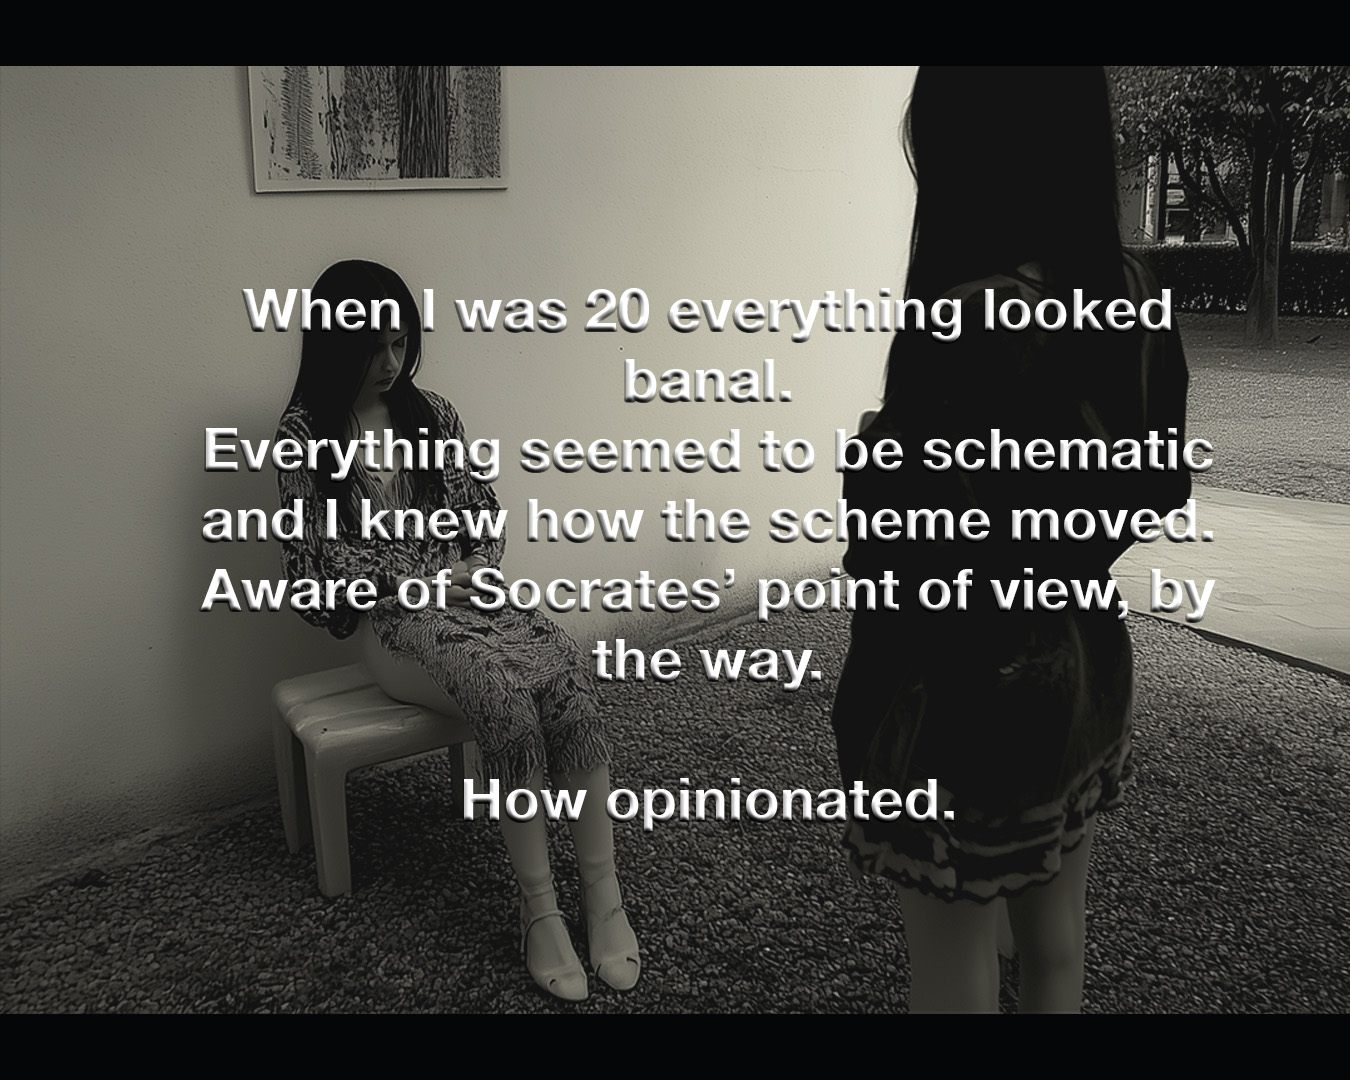 When I was 20 everything looked
banal.
Everything seemed to be schematic
and I knew how the scheme moved.
Aware of Socrates’ point of view, by
the way.
How opinionated.